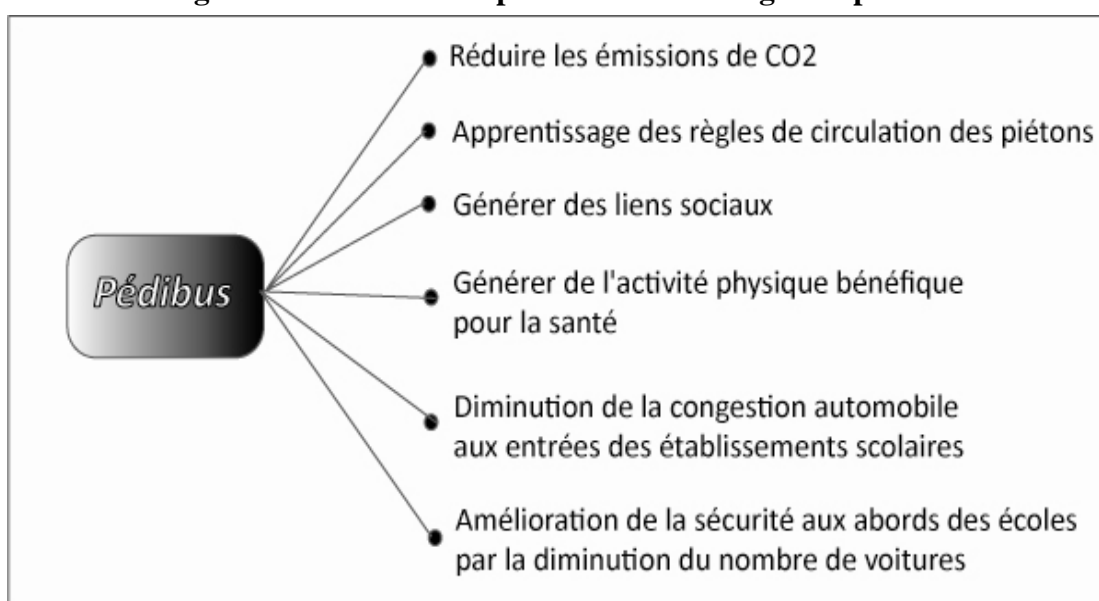 Pédibus
Réduire les émissions de CO2
Apprentissage des règles de circulation des piétons
Générer des liens sociaux
Générer de l'activité physique bénéfique
pour la santé
Diminution de la congestion automobile
aux entrées des établissements scolaires
Amélioration de la sécurité aux abords des écoles
par la diminution du nombre de voitures